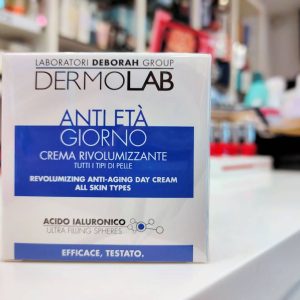 LABORATORI DEBORAH GROUP
DERMOLAB
ANTI ETÀ
GIORNO
CREMA RIVOLUMIZZANTE
TUTTI I TIPI DI PELLE
REVOLUMIZING ANTI-AGING DAY CREAM
ALL SKIN TYPES
ACIDO IALURONICO
ULTRA FILLING SPHERES
EFFICACE, TESTATO.